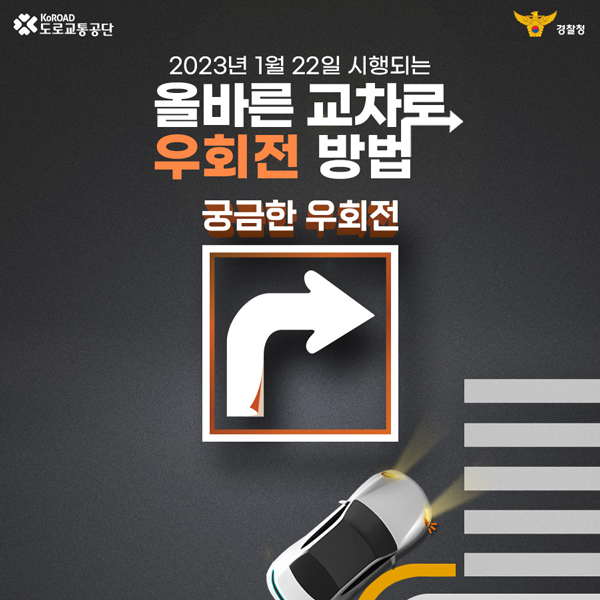 KoROAD
도로교통공단
경찰청
2023년 1월 22일 시행되는
올바른 교차로
우회전 방법
궁금한 우회전